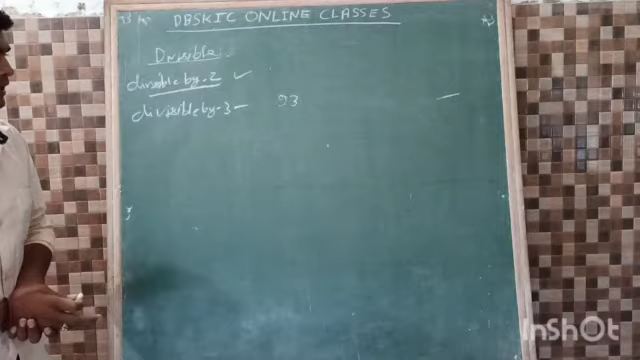 DBSKIC ONLINE CLASSES
Divisible
divisible by-2 ✓
divisible by-3 — 93 —
InShOt